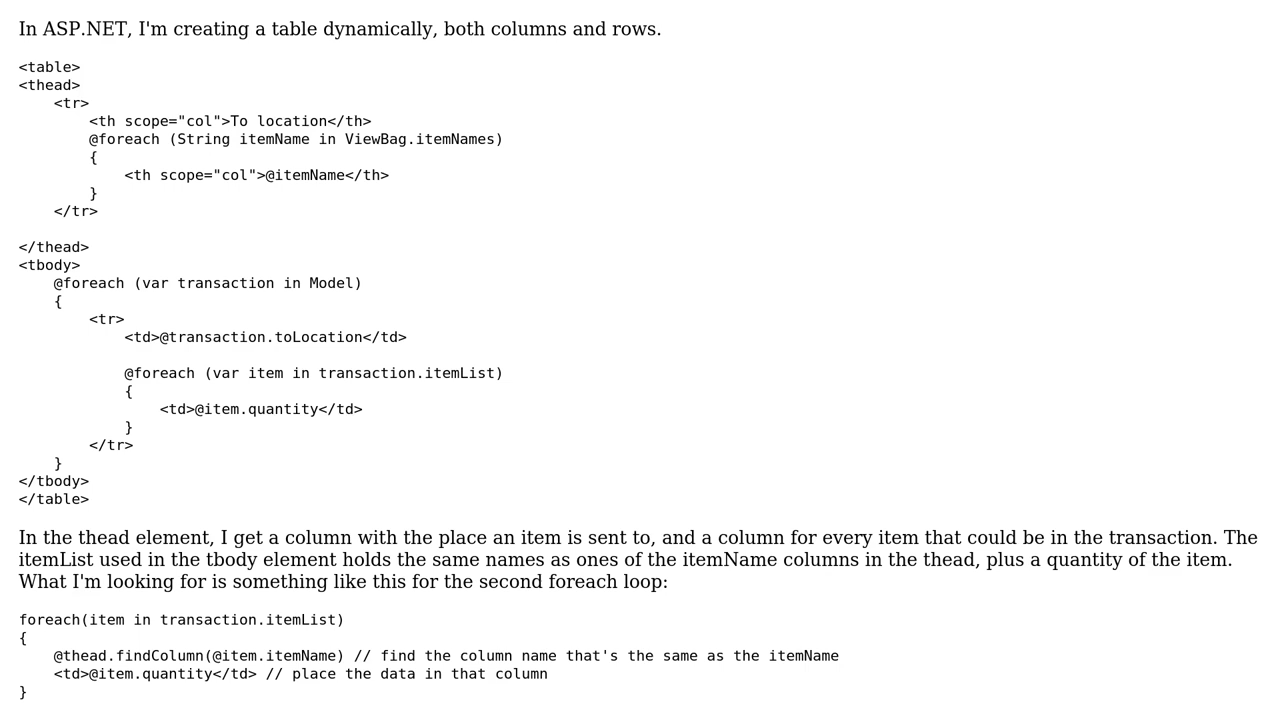 In ASP.NET, I'm creating a table dynamically, both columns and rows.
<table>
<thead>
    <tr>
        <th scope="col">To location</th>
        @foreach (String itemName in ViewBag.itemNames)
        {
            <th scope="col">@itemName</th>
        }
    </tr>

</thead>
<tbody>
    @foreach (var transaction in Model)
    {
        <tr>
            <td>@transaction.toLocation</td>

            @foreach (var item in transaction.itemList)
            {
                <td>@item.quantity</td>
            }
        </tr>
    }
</tbody>
</table>
In the thead element, I get a column with the place an item is sent to, and a column for every item that could be in the transaction. The
itemList used in the tbody element holds the same names as ones of the itemName columns in the thead, plus a quantity of the item.
What I'm looking for is something like this for the second foreach loop:
foreach(item in transaction.itemList)
{
    @thead.findColumn(@item.itemName) // find the column name that's the same as the itemName
    <td>@item.quantity</td> // place the data in that column
}